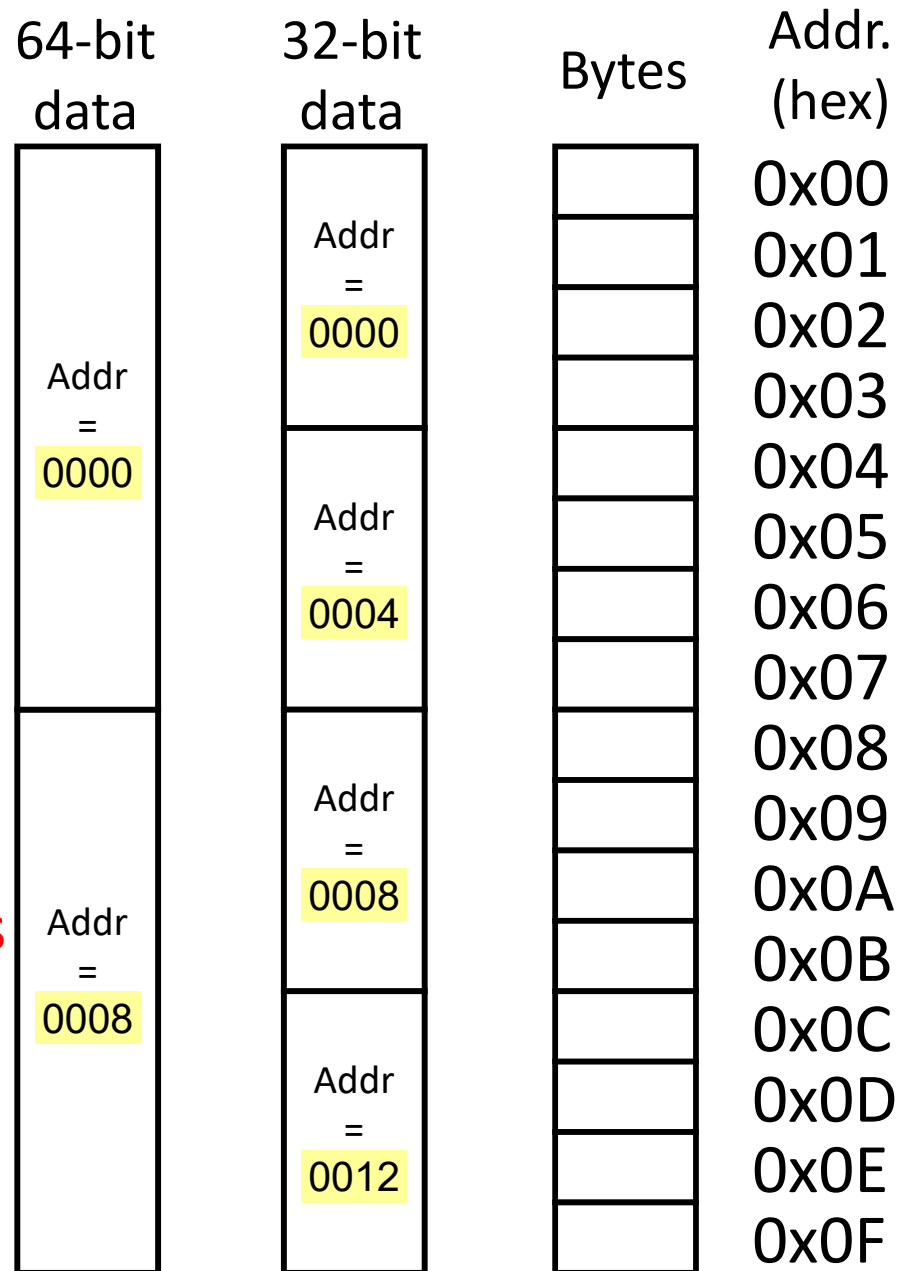 64-bit
data
Addr
=
0000
Addr
=
0008
32-bit
data
Addr
=
0000
Addr
=
0004
Addr
=
0008
Addr
=
0012
Bytes
Addr.
(hex)
0x00
0x01
0x02
0x03
0x04
0x05
0x06
0x07
0x08
0x09
0x0A
0x0B
0x0C
0x0D
0x0E
0x0F